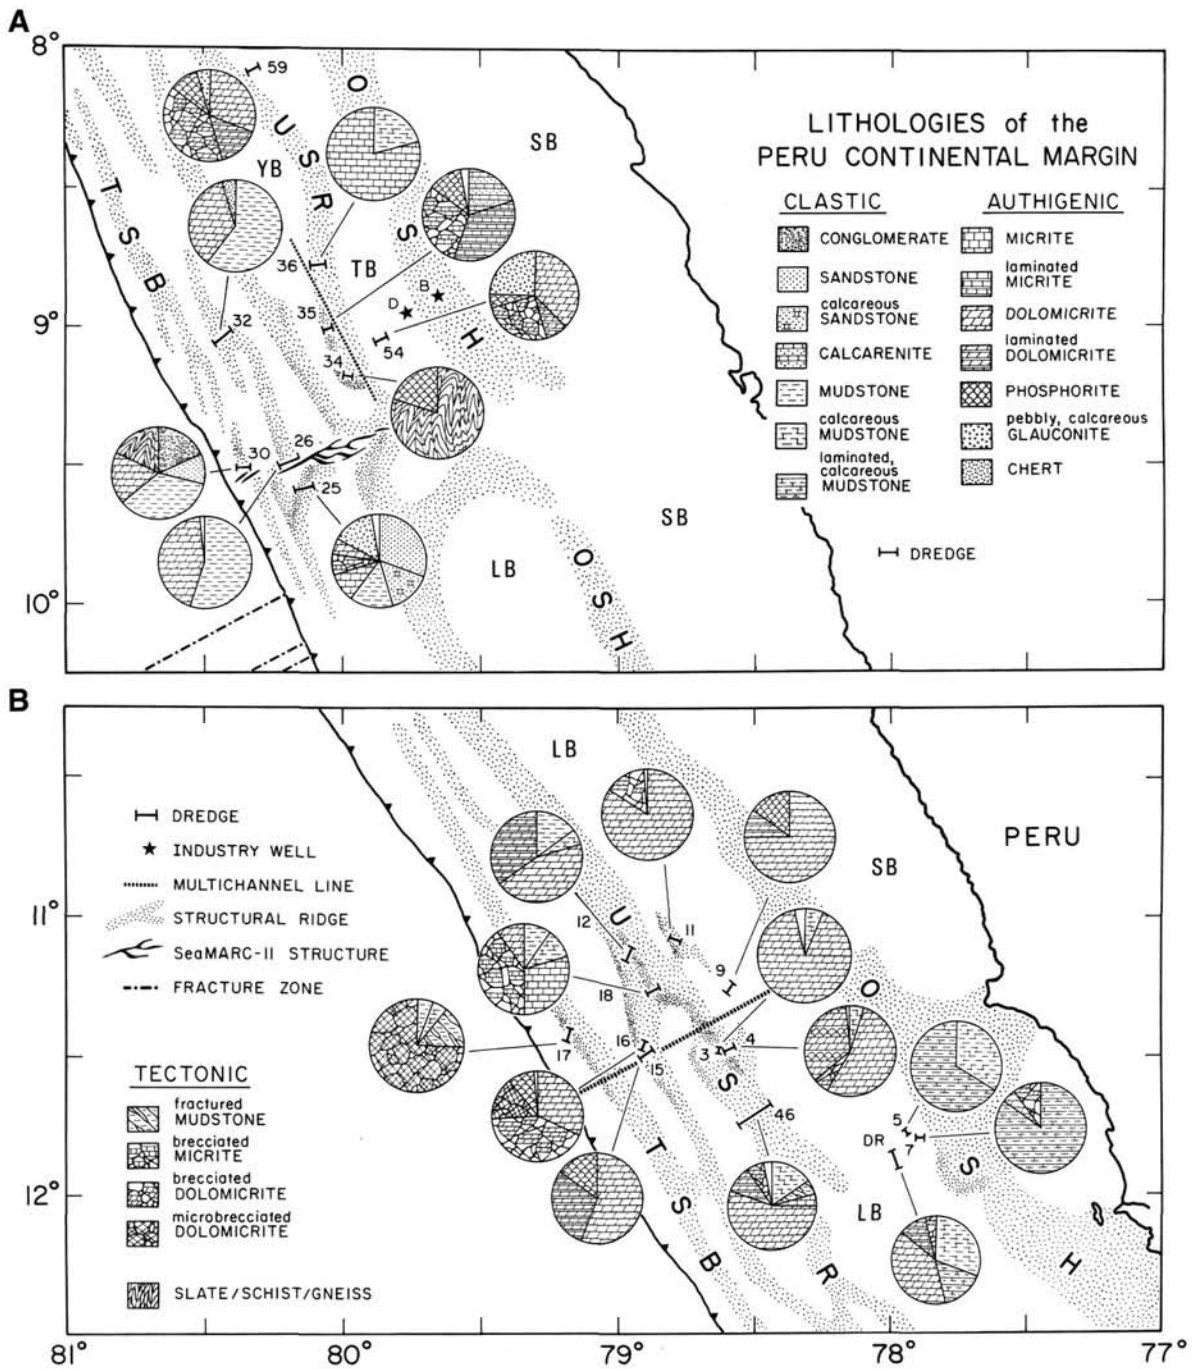 A
8°
9°
10°
59
O
U
S
R
YB
SB
T
S
B
36
TB
S
35
D
B
32
54
H
34
26
30
25
LB
SB
O
S
H
LITHOLOGIES of the
PERU CONTINENTAL MARGIN
CLASTIC
CONGLOMERATE
SANDSTONE
calcareous
SANDSTONE
CALCARENITE
MUDSTONE
calcareous
MUDSTONE
laminated,
calcareous
MUDSTONE
AUTHIGENIC
MICRITE
laminated
MICRITE
DOLOMICRITE
laminated
DOLOMICRITE
PHOSPHORITE
pebbly, calcareous
GLAUCONITE
CHERT
DREDGE
B
11°
12°
LB
PERU
SB
DREDGE
INDUSTRY WELL
MULTICHANNEL LINE
STRUCTURAL RIDGE
SeaMARC-II STRUCTURE
FRACTURE ZONE
TECTONIC
fractured
MUDSTONE
brecciated
MICRITE
brecciated
DOLOMICRITE
microbrecciated
DOLOMICRITE
SLATE/SCHIST/GNEISS
12
U
11
9
18
O
17
16
15
3
4
S
46
5
DR
7
S
T
LB
S
B
R
H
81°
80°
79°
78°
77°